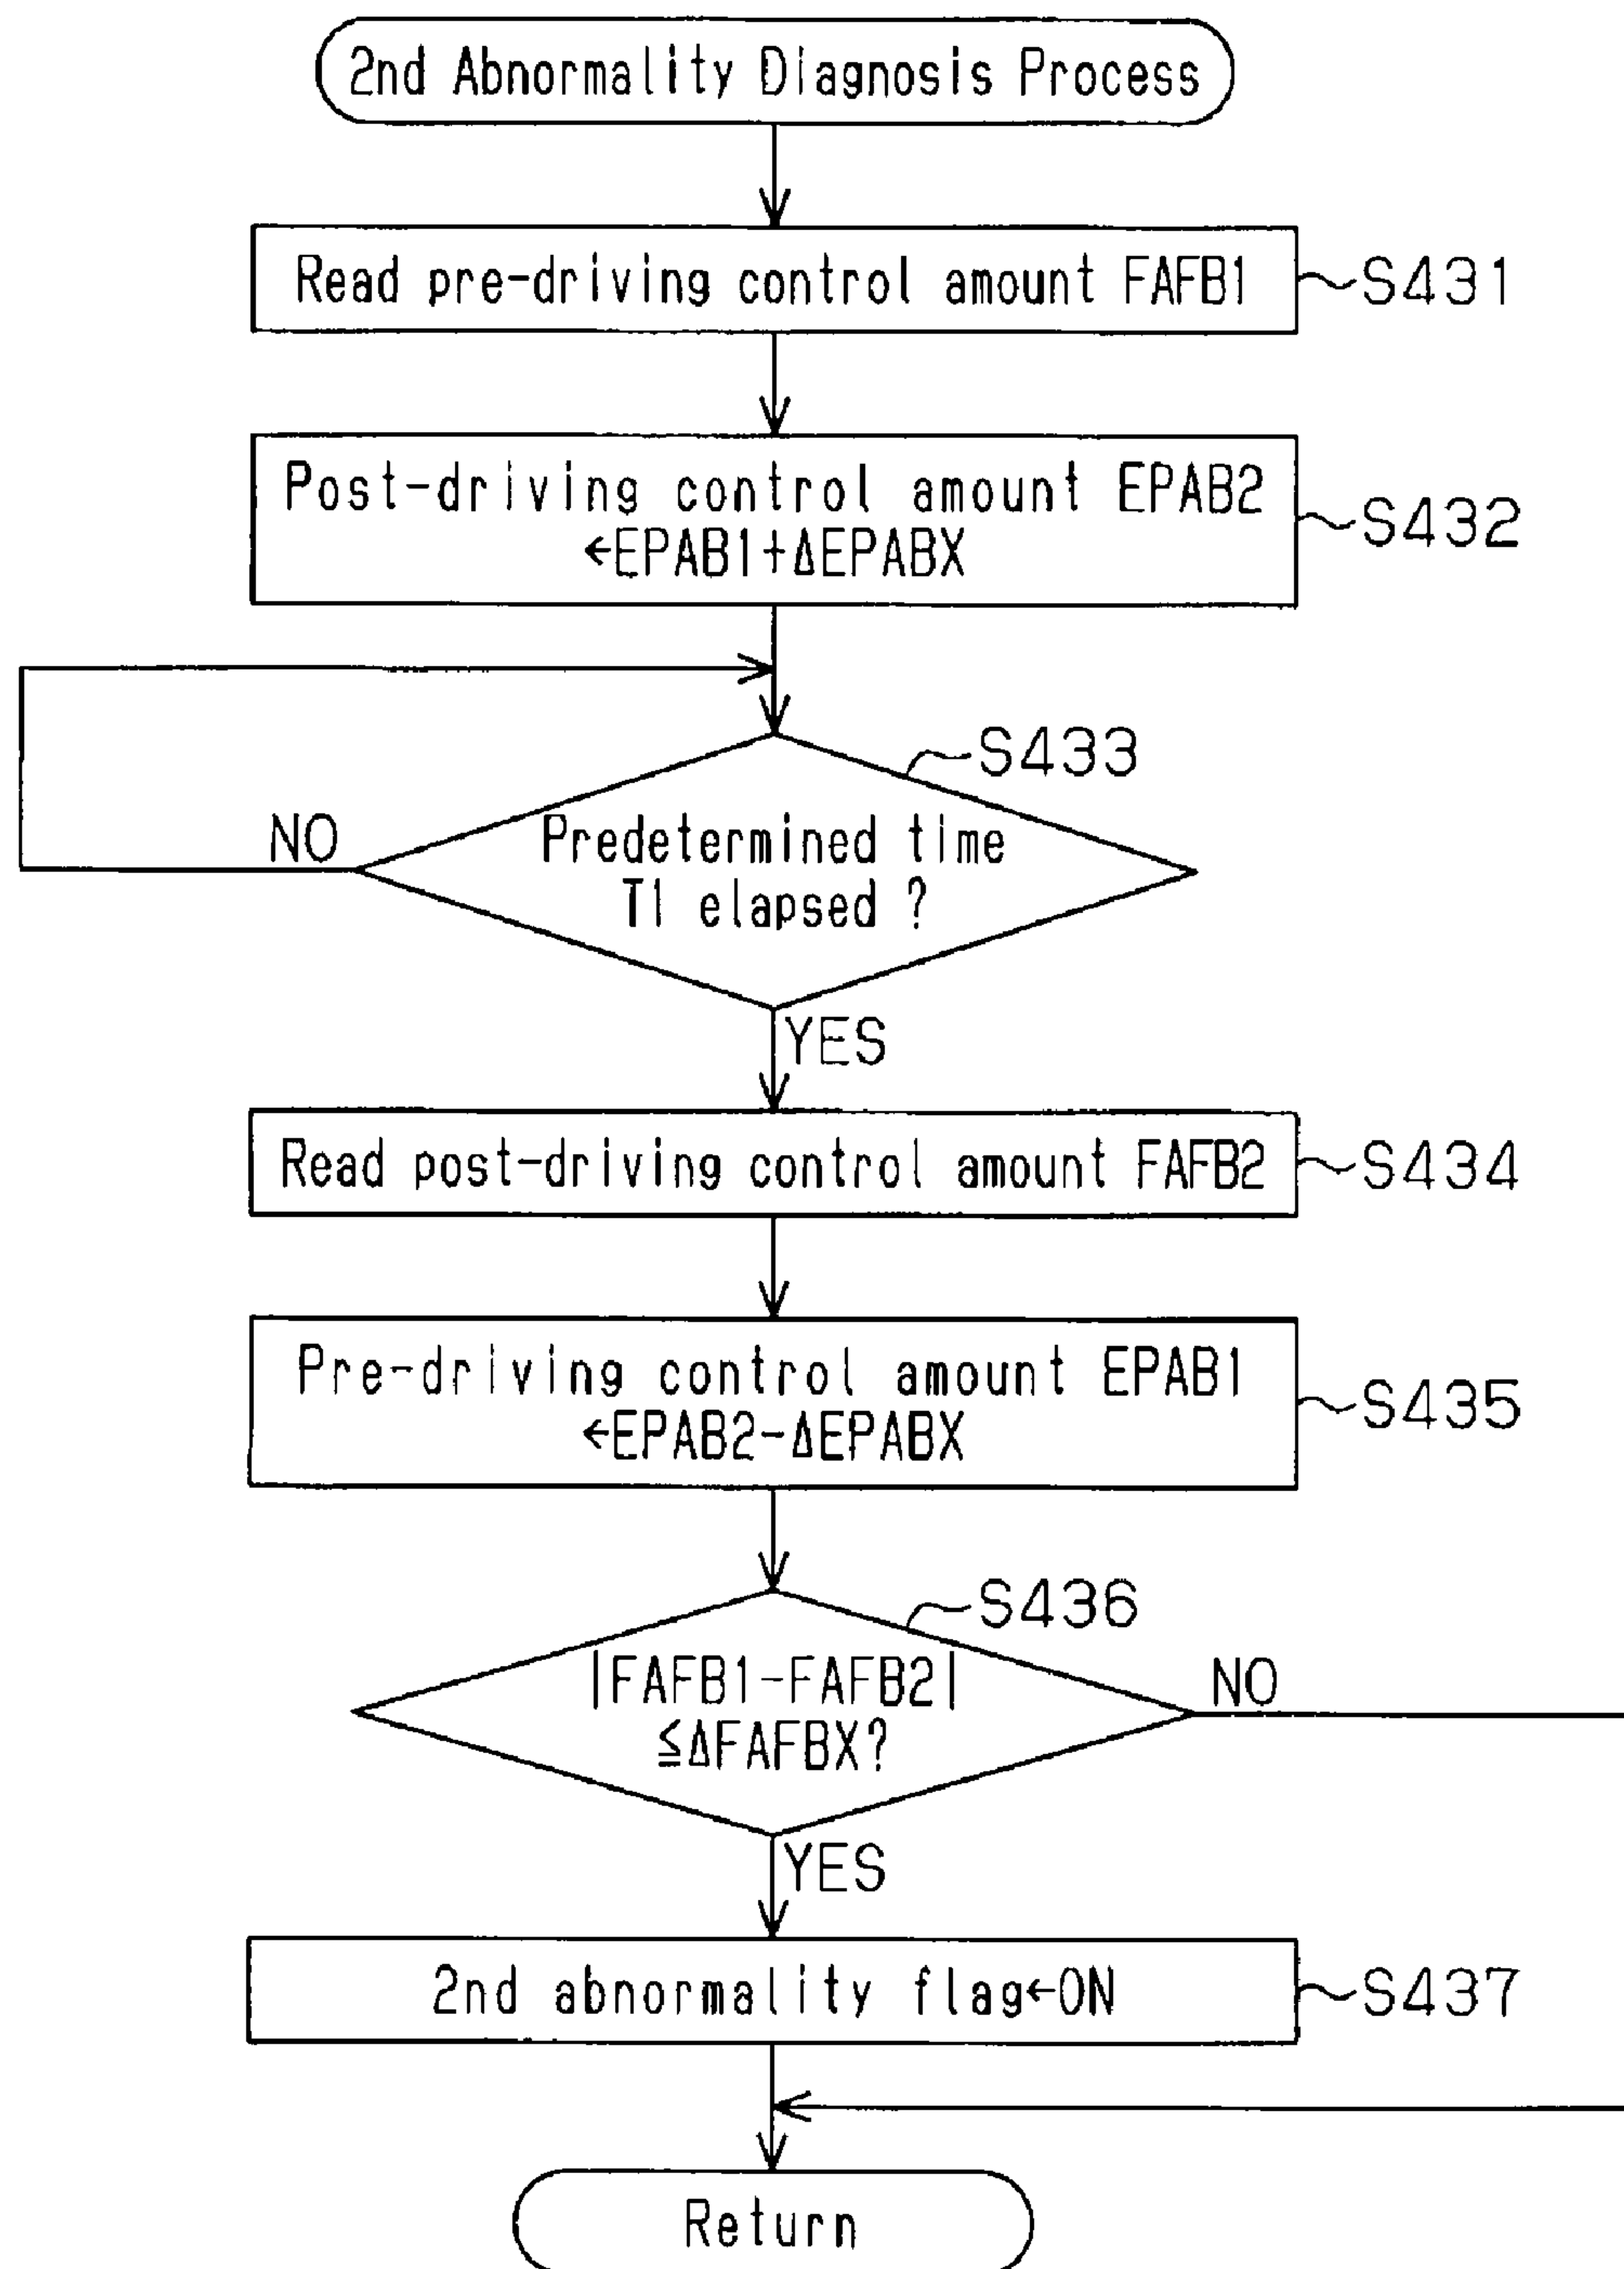 2nd Abnormality Diagnosis Process
Read pre-driving control amount FAFB1
S431
Post-driving control amount EPAB2
←EPAB1+ΔEPABX
S432
S433
NO
Predetermined time
T1 elapsed ?
YES
Read post-driving control amount FAFB2
S434
Pre-driving control amount EPAB1
←EPAB2-ΔEPABX
S435
S436
|FAFB1-FAFB2|
≦ΔFAFBX?
NO
YES
2nd abnormality flag←ON
S437
Return